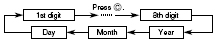 Press ©.
1st digit ...... 8th digit
Day Month Year